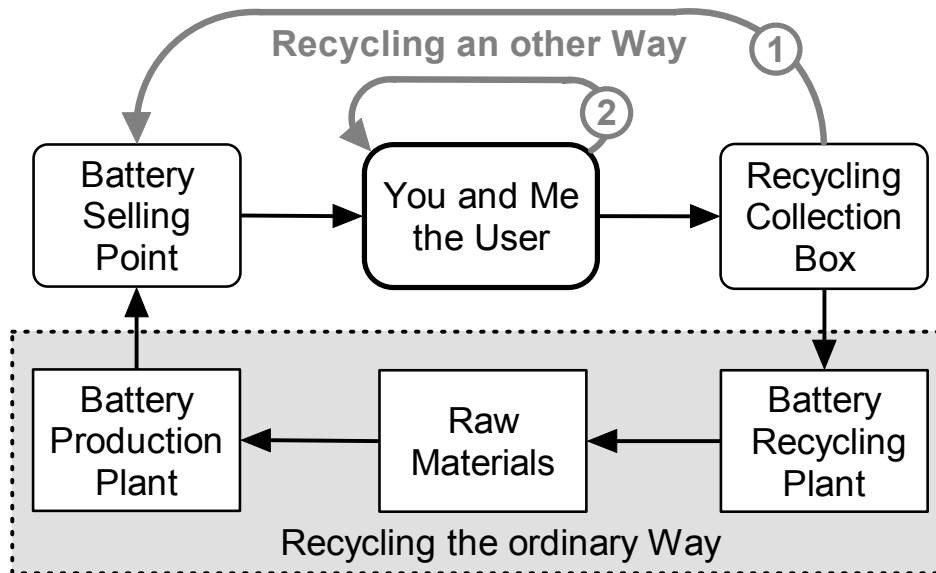 Recycling an other Way
1
2
Battery
Selling
Point
You and Me
the User
Recycling
Collection
Box
Battery
Production
Plant
Raw
Materials
Battery
Recycling
Plant
Recycling the ordinary Way